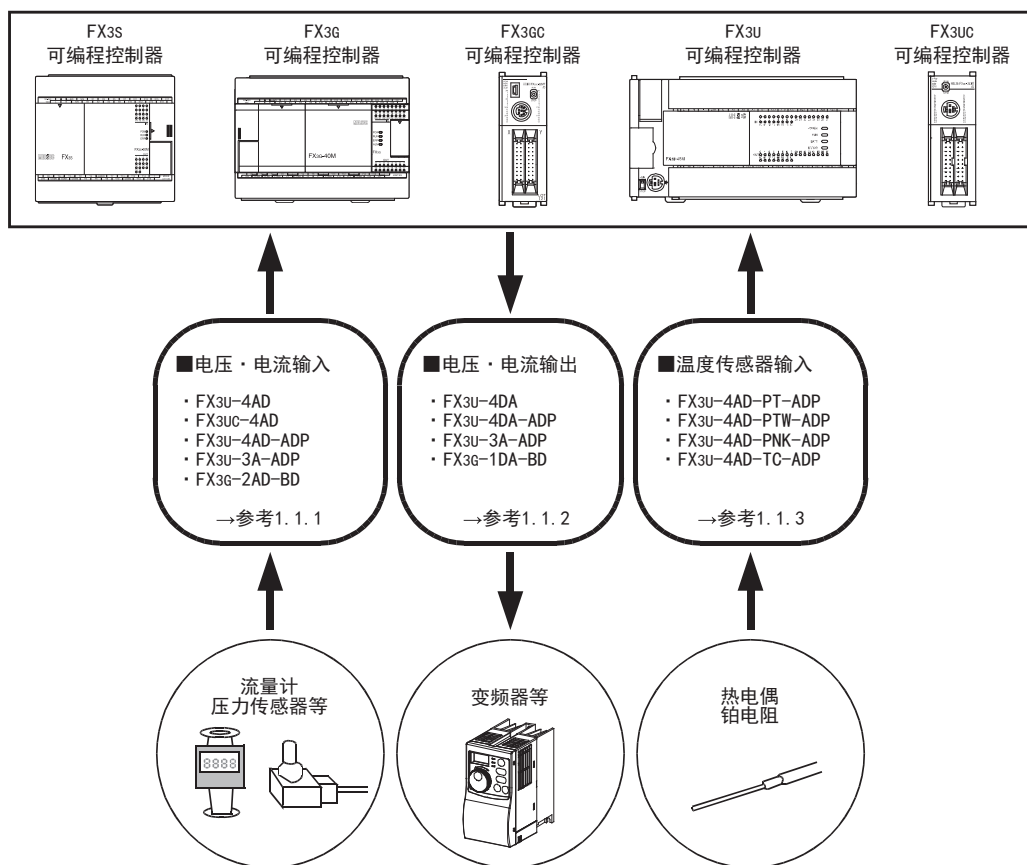 FX3S
可编程控制器
FX3G
可编程控制器
FX3GC
可编程控制器
FX3U
可编程控制器
FX3UC
可编程控制器
FX3G-40M
■电压·电流输入
·FX3U-4AD
·FX3UC-4AD
·FX3U-4AD-ADP
·FX3U-3A-ADP
·FX3G-2AD-BD
→参考1.1.1
■电压·电流输出
·FX3U-4DA
·FX3U-4DA-ADP
·FX3U-3A-ADP
·FX3G-1DA-BD
→参考1.1.2
■温度传感器输入
·FX3U-4AD-PT-ADP
·FX3U-4AD-PTW-ADP
·FX3U-4AD-PNK-ADP
·FX3U-4AD-TC-ADP
→参考1.1.3
流量计
压力传感器等
8888
变频器等
热电偶
铂电阻